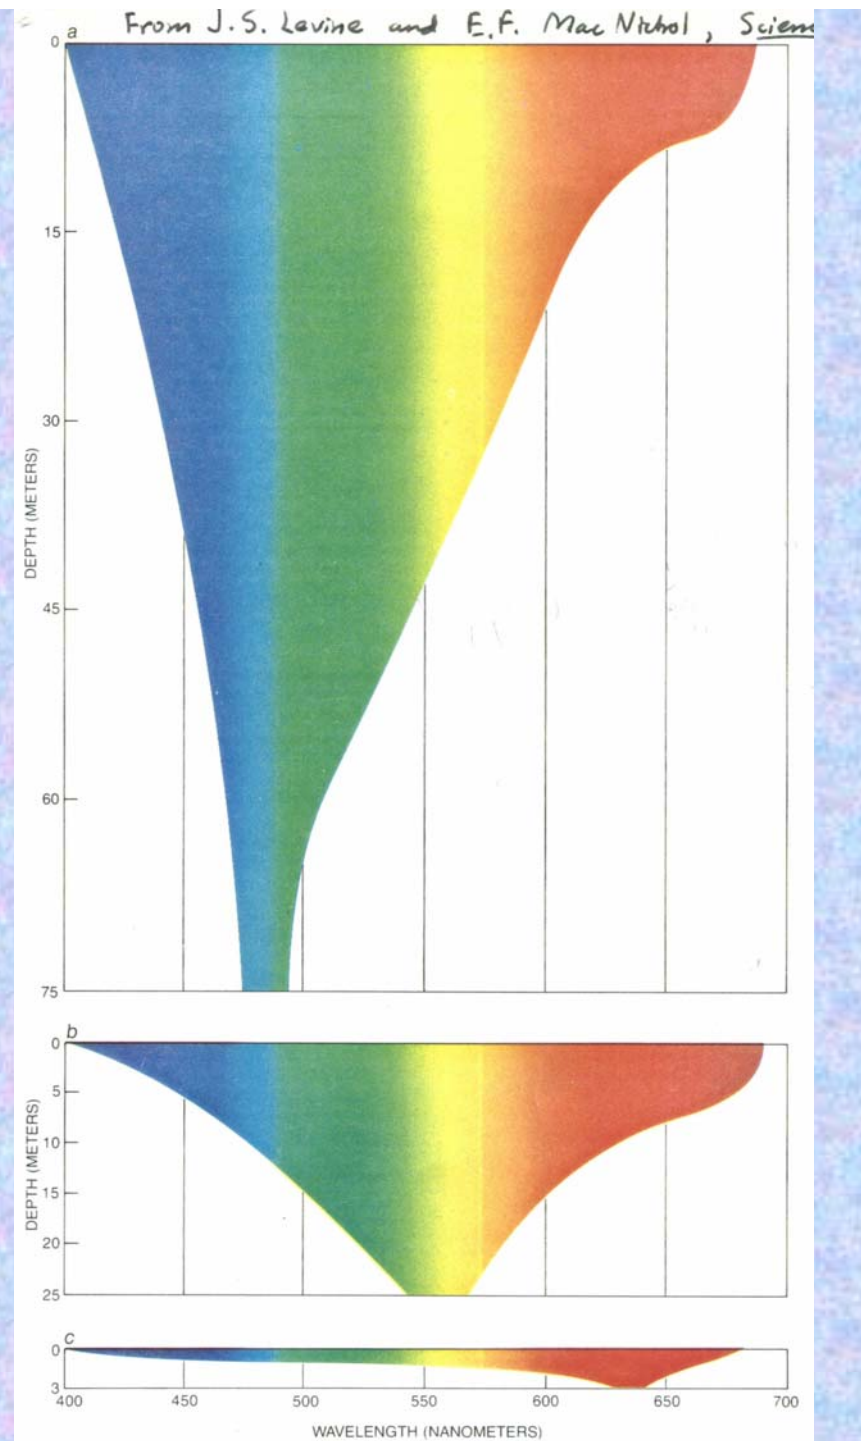 From J.S. Levine and E.F. Mac Nichol, Scien
a
0
15
30
45
60
75
DEPTH (METERS)
b
0
5
10
15
20
25
DEPTH (METERS)
c
0
3
400 450 500 550 600 650 700
WAVELENGTH (NANOMETERS)